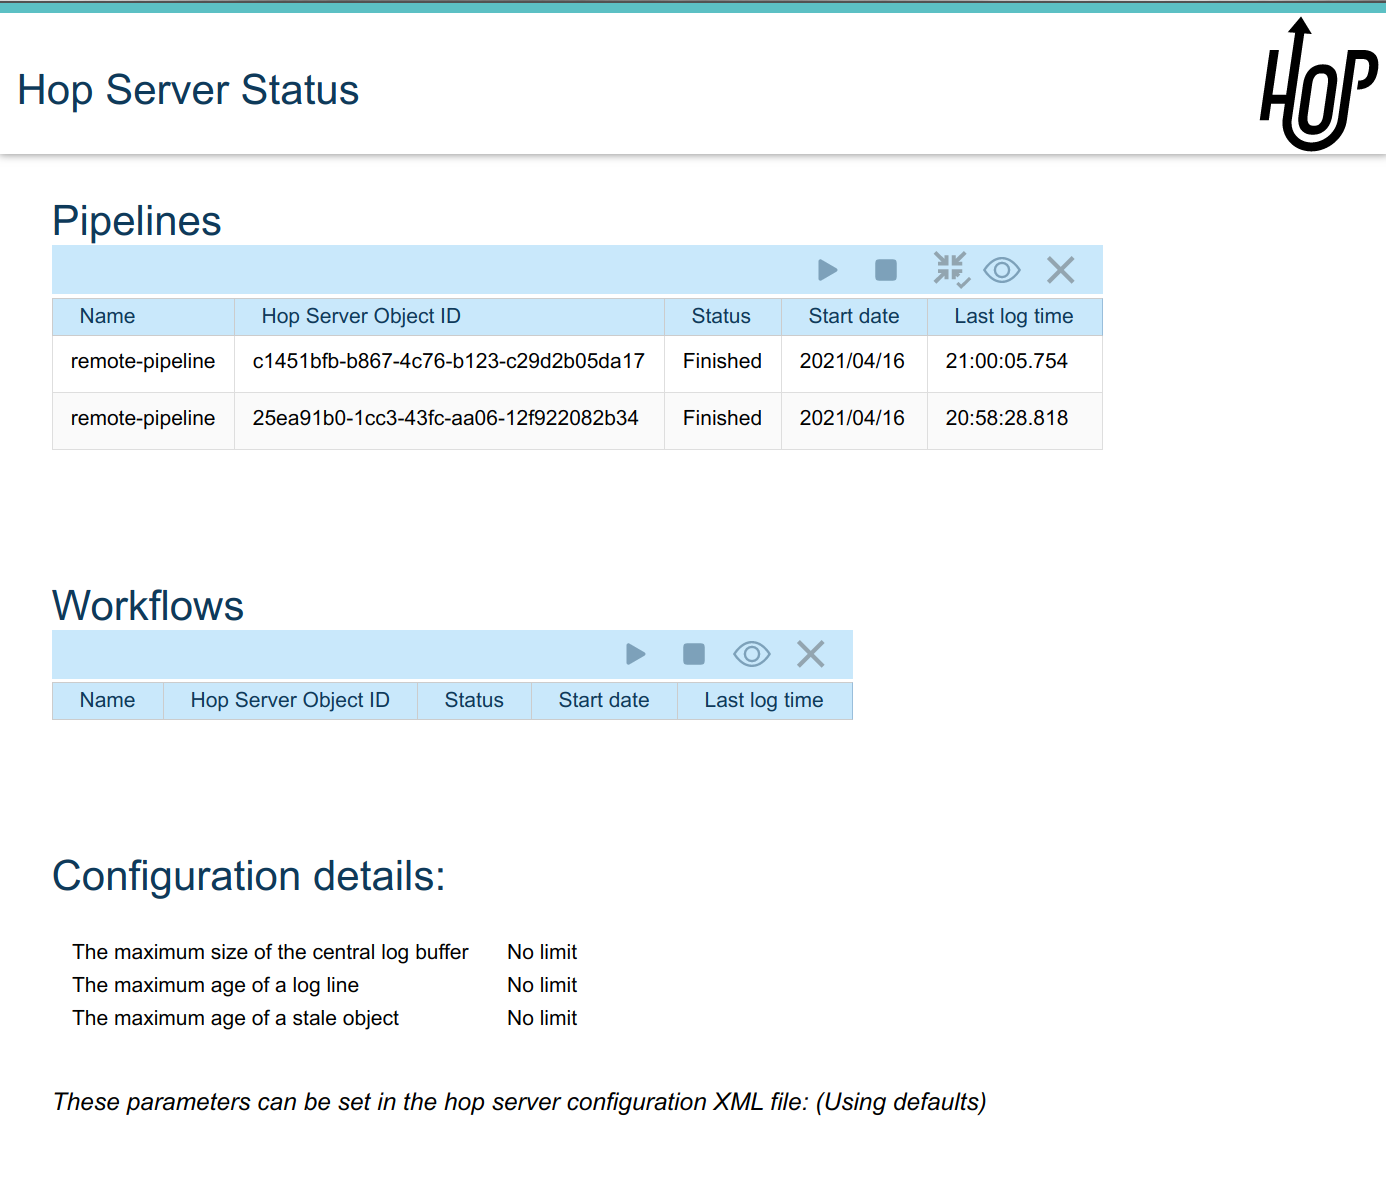 Hop Server Status
HOP
Pipelines
Name Hop Server Object ID Status Start date Last log time
remote-pipeline c1451bfb-b867-4c76-b123-c29d2b05da17 Finished 2021/04/16 21:00:05.754
remote-pipeline 25ea91b0-1cc3-43fc-aa06-12f922082b34 Finished 2021/04/16 20:58:28.818
Workflows
Name Hop Server Object ID Status Start date Last log time
Configuration details:
The maximum size of the central log buffer No limit
The maximum age of a log line No limit
The maximum age of a stale object No limit
These parameters can be set in the hop server configuration XML file: (Using defaults)